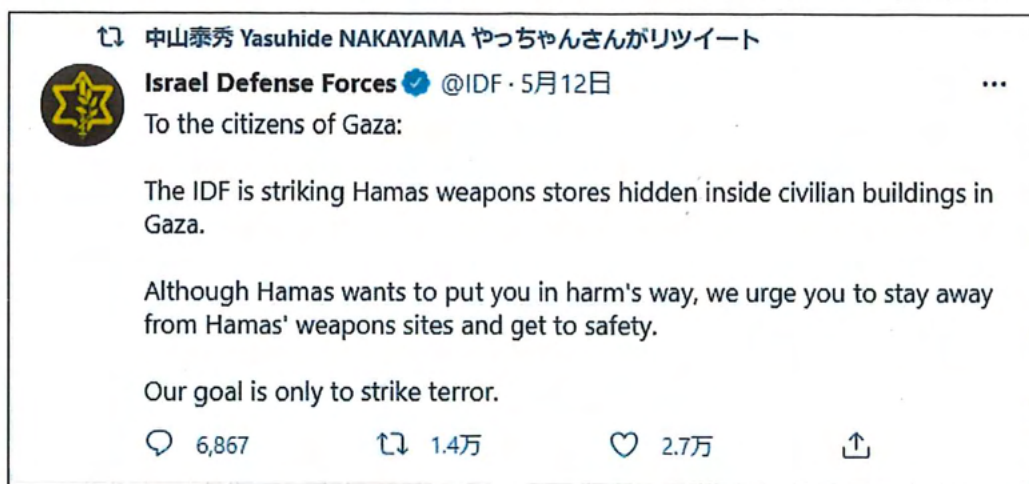 中山泰秀 Yasuhide NAKAYAMA やっちゃんさんがリツイート
Israel Defense Forces @IDF · 5月12日
To the citizens of Gaza:
The IDF is striking Hamas weapons stores hidden inside civilian buildings in
Gaza.
Although Hamas wants to put you in harm's way, we urge you to stay away
from Hamas' weapons sites and get to safety.
Our goal is only to strike terror.
6,867 1.4万 2.7万